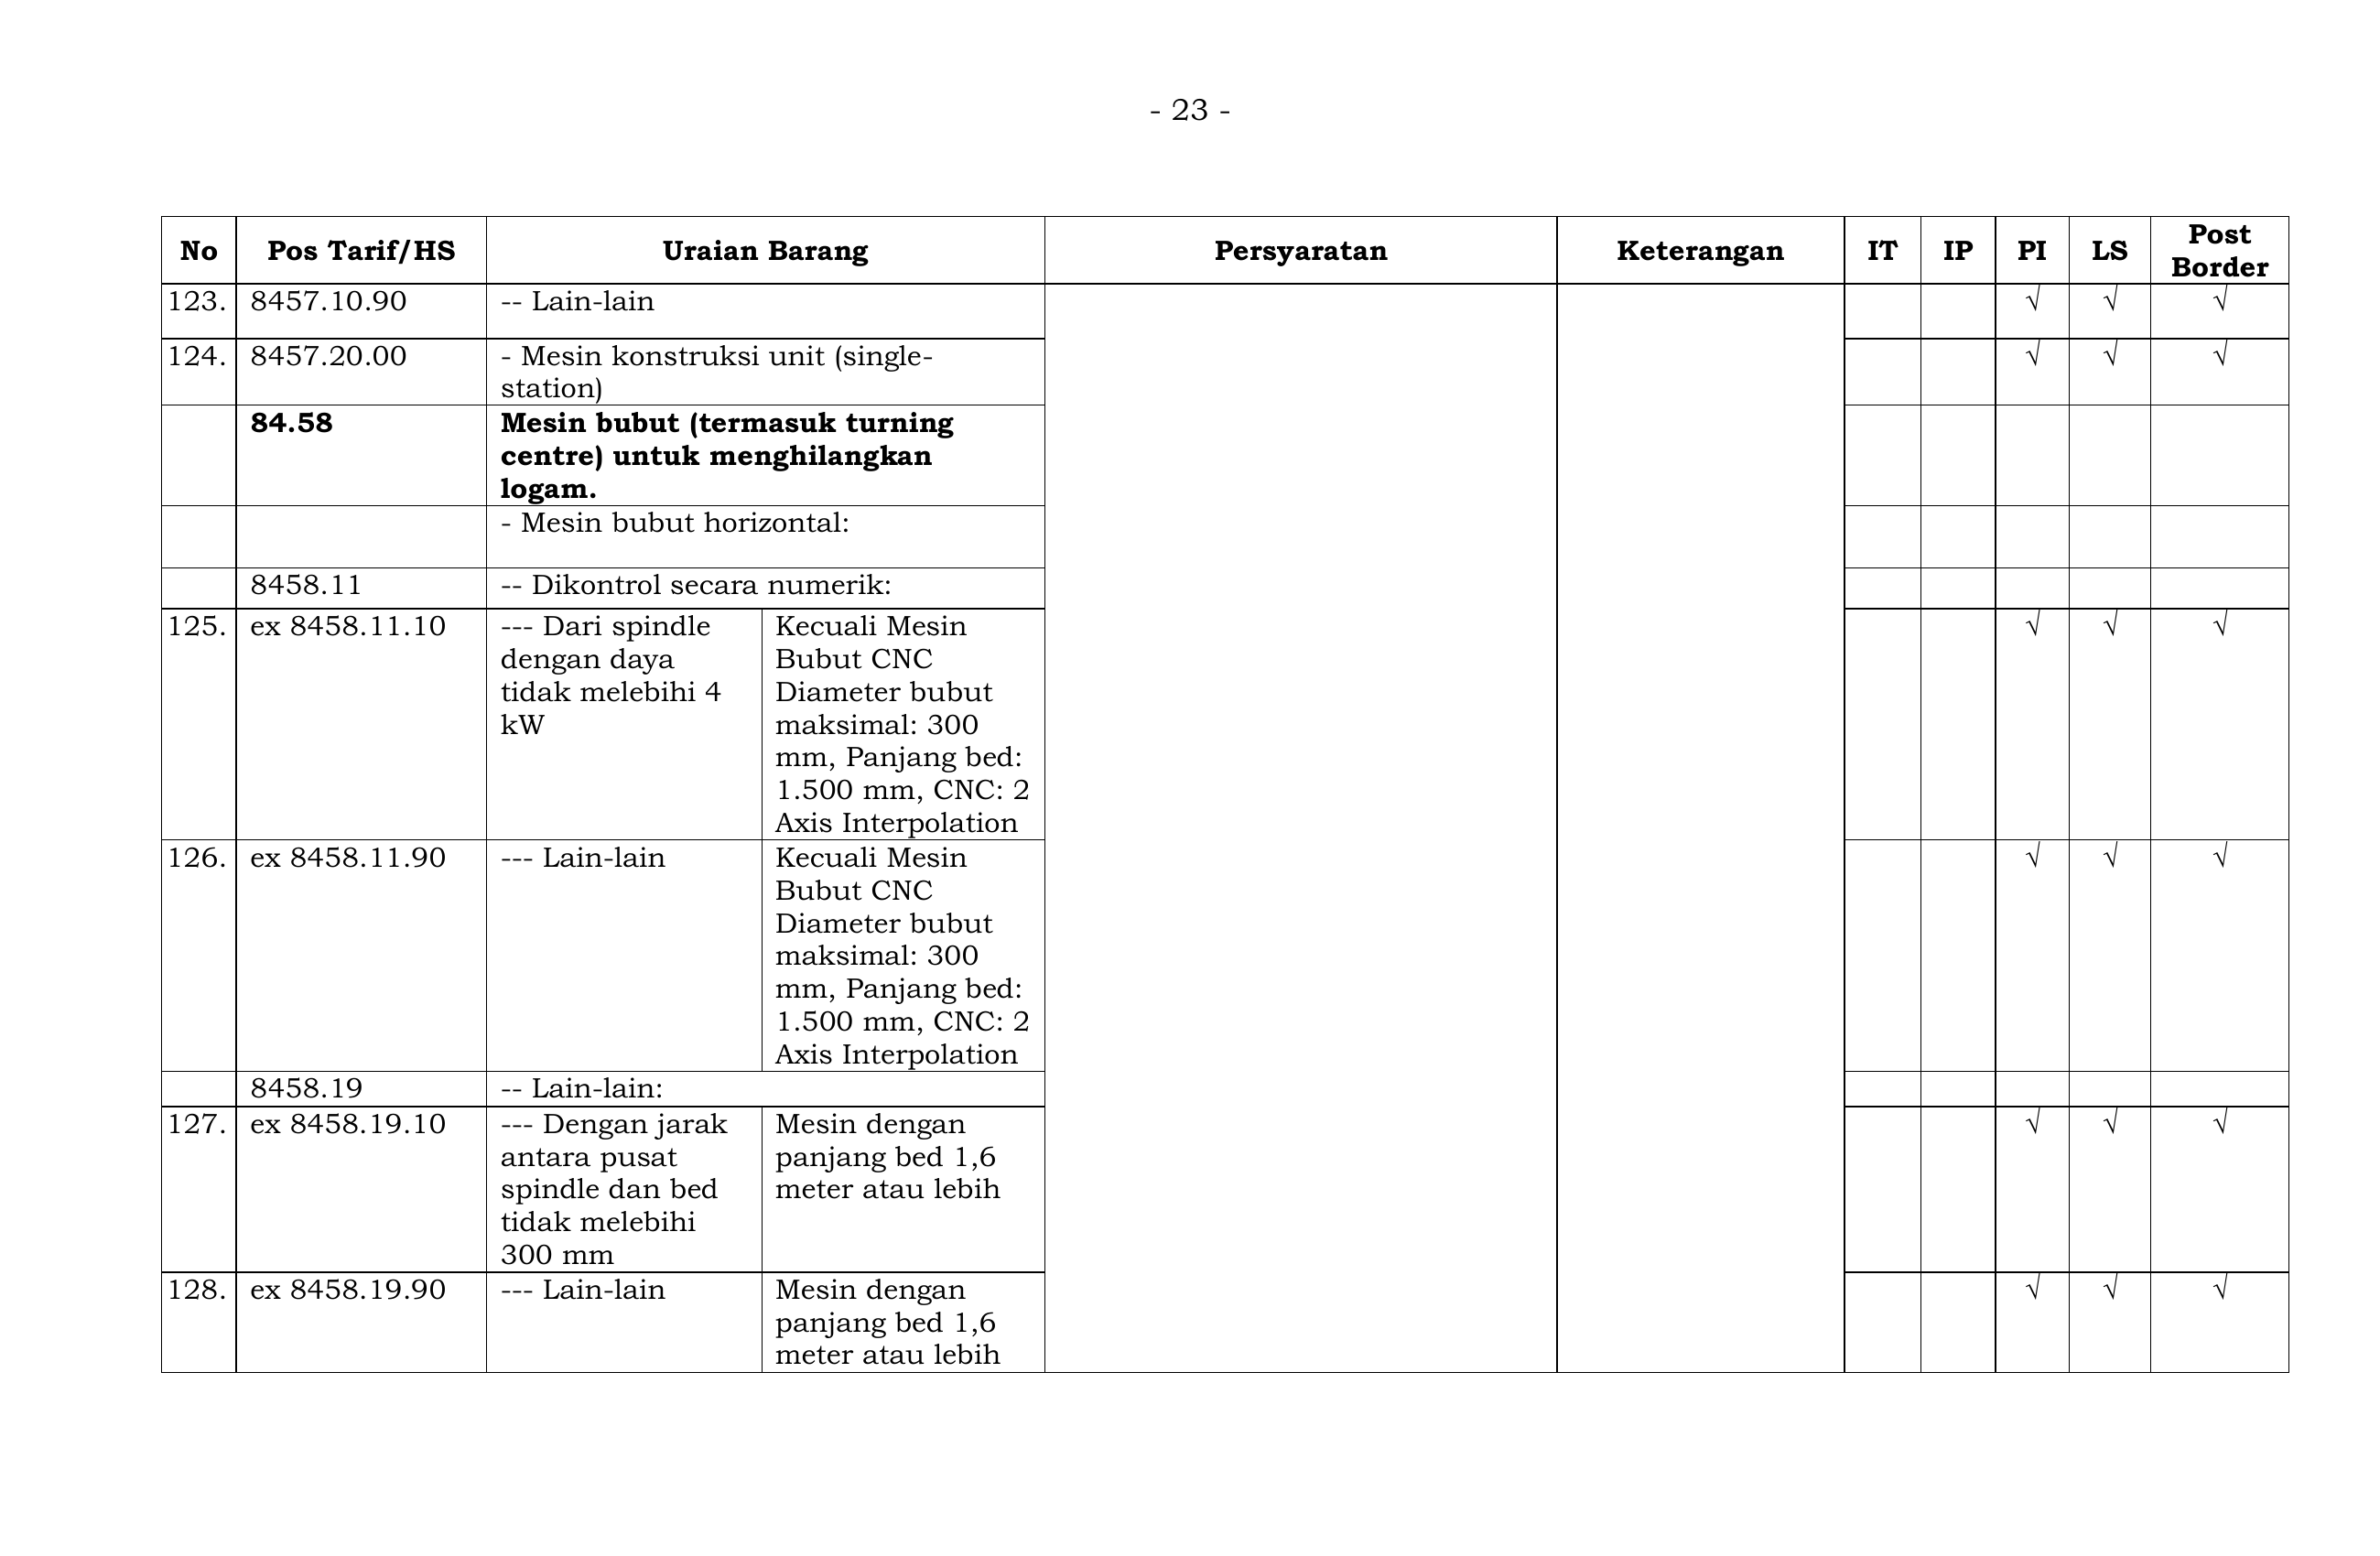 - 23 -
No Pos Tarif/HS Uraian Barang Persyaratan Keterangan IT IP PI LS Post
Border
123. 8457.10.90 -- Lain-lain √ √ √
124. 8457.20.00 - Mesin konstruksi unit (single- √ √ √
station)
84.58 Mesin bubut (termasuk turning
centre) untuk menghilangkan
logam.
- Mesin bubut horizontal:
8458.11 -- Dikontrol secara numerik:
125. ex 8458.11.10 --- Dari spindle Kecuali Mesin √ √ √
dengan daya Bubut CNC
tidak melebihi 4 Diameter bubut
kW maksimal: 300
mm, Panjang bed:
1.500 mm, CNC: 2
Axis Interpolation
126. ex 8458.11.90 --- Lain-lain Kecuali Mesin √ √ √
Bubut CNC
Diameter bubut
maksimal: 300
mm, Panjang bed:
1.500 mm, CNC: 2
Axis Interpolation
8458.19 -- Lain-lain:
127. ex 8458.19.10 --- Dengan jarak Mesin dengan √ √ √
antara pusat panjang bed 1,6
spindle dan bed meter atau lebih
tidak melebihi
300 mm
128. ex 8458.19.90 --- Lain-lain Mesin dengan √ √ √
panjang bed 1,6
meter atau lebih